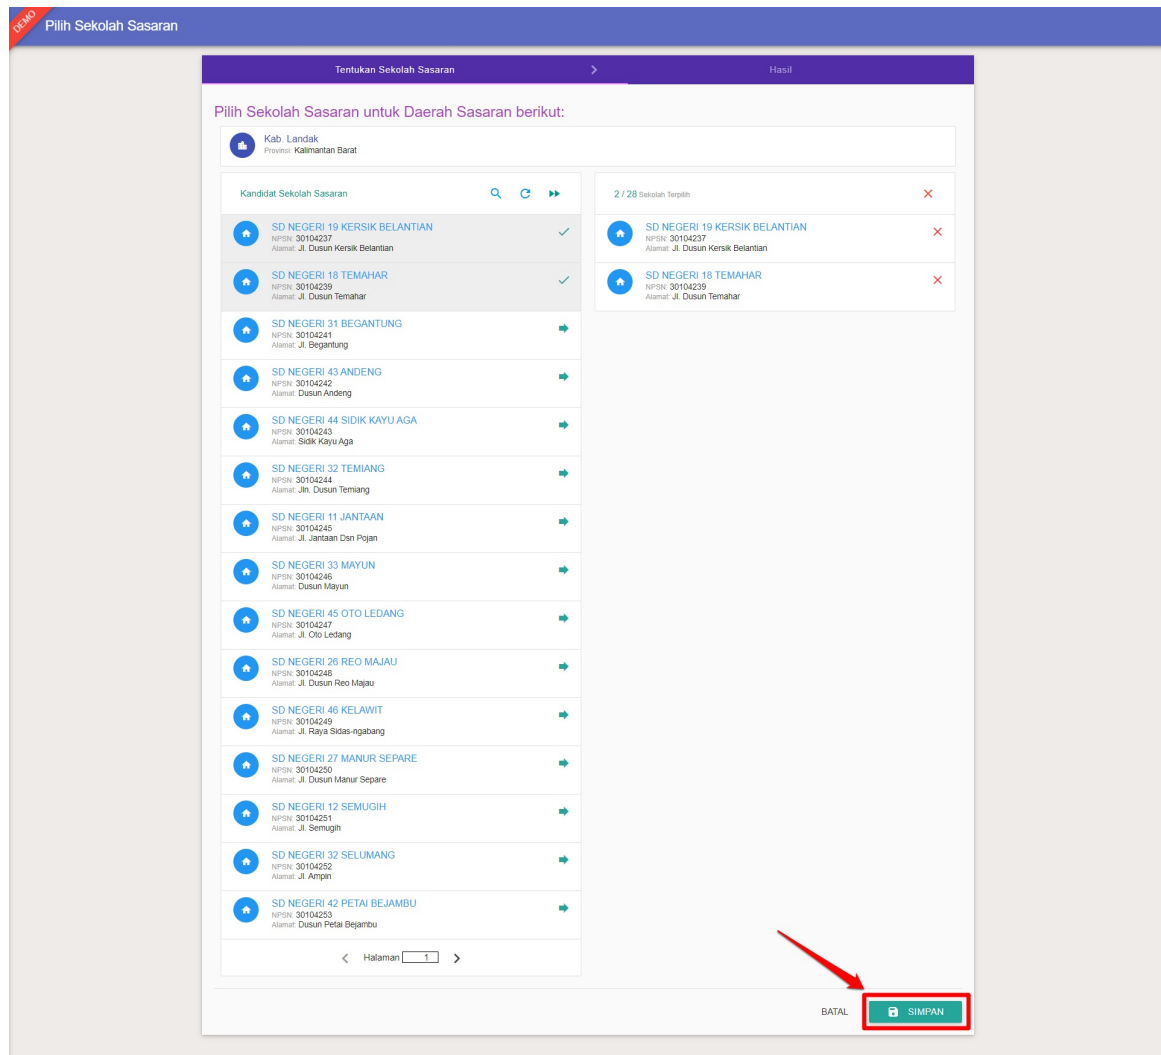 DEMO
Pilih Sekolah Sasaran
Tentukan Sekolah Sasaran
Hasil
Pilih Sekolah Sasaran untuk Daerah Sasaran berikut:
Kab. Landak
Provinsi: Kalimantan Barat
Kandidat Sekolah Sasaran
SD NEGERI 19 KERSIK BELANTIAN
NPSN: 30104237
Alamat: Jl. Dusun Kersik Belantian
SD NEGERI 18 TEMAHAR
NPSN: 30104239
Alamat: Jl. Dusun Temahar
SD NEGERI 31 BEGANTUNG
NPSN: 30104241
Alamat: Jl. Begantung
SD NEGERI 43 ANDENG
NPSN: 30104242
Alamat: Dusun Andeng
SD NEGERI 44 SIDIK KAYU AGA
NPSN: 30104243
Alamat: Sidik Kayu Aga
SD NEGERI 32 TEMIANG
NPSN: 30104244
Alamat: Jln. Dusun Temiang
SD NEGERI 11 JANTAAN
NPSN: 30104245
Alamat: Jl. Jantaan Dsn Pojan
SD NEGERI 33 MAYUN
NPSN: 30104246
Alamat: Dusun Mayun
SD NEGERI 45 OTO LEDANG
NPSN: 30104247
Alamat: Jl. Oto Ledang
SD NEGERI 26 REO MAJAU
NPSN: 30104248
Alamat: Jl. Dusun Reo Majau
SD NEGERI 46 KELAWIT
NPSN: 30104249
Alamat: Jl. Raya Sidas-ngabang
SD NEGERI 27 MANUR SEPARE
NPSN: 30104250
Alamat: Jl. Dusun Manur Separe
SD NEGERI 12 SEMUGIH
NPSN: 30104251
Alamat: Jl. Semugih
SD NEGERI 32 SELUMANG
NPSN: 30104252
Alamat: Jl. Ampin
SD NEGERI 42 PETAI BEJAMBU
NPSN: 30104253
Alamat: Dusun Petai Bejambu
Halaman 1
2 / 28 Sekolah Terpilih
SD NEGERI 19 KERSIK BELANTIAN
NPSN: 30104237
Alamat: Jl. Dusun Kersik Belantian
SD NEGERI 18 TEMAHAR
NPSN: 30104239
Alamat: Jl. Dusun Temahar
BATAL
SIMPAN